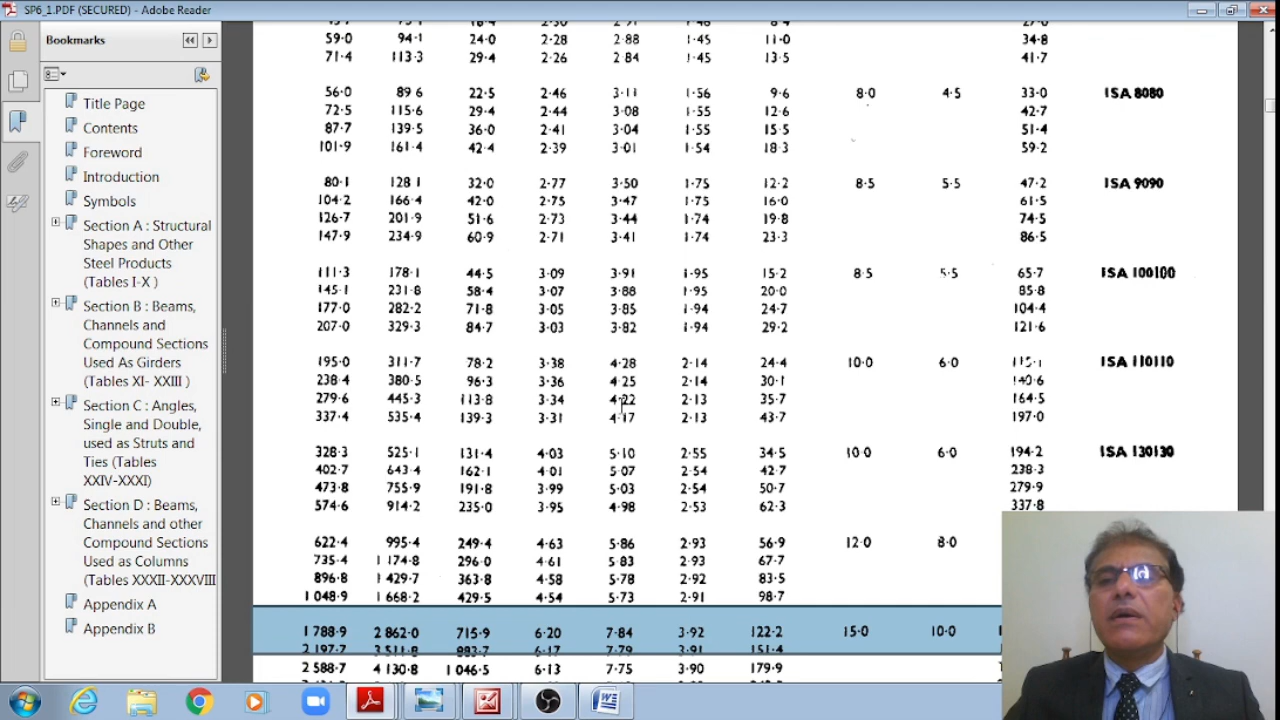 SP6_1.PDF (SECURED) - Adobe Reader
Bookmarks
Title Page
Contents
Foreword
Introduction
Symbols
Section A : Structural
Shapes and Other
Steel Products
(Tables I-X )
Section B : Beams,
Channels and
Compound Sections
Used As Girders
(Tables XI- XXIII )
Section C : Angles,
Single and Double,
used as Struts and
Ties (Tables
XXIV-XXXI)
Section D : Beams,
Channels and other
Compound Sections
Used as Columns
(Tables XXXII-XXXVIII
Appendix A
Appendix B
59·0 94·1 24·0 2·28 2·88 1·45 11·0 34·8
71·4 113·3 29·4 2·26 2 84 1·45 13·5 41·7
56·0 89 6 22·5 2·46 3·11 1·56 9·6 8·0 4·5 33·0 ISA 8080
72·5 115·6 29·4 2·44 3·08 1·55 12·6 42·7
87·7 139·5 36·0 2·41 3·04 1·55 15·5 51·4
101·9 161·4 42·4 2·39 3·01 1·54 18·3 59·2
80·1 128 1 32·0 2·77 3·50 1·75 12·2 8·5 5·5 47·2 ISA 9090
104·2 166·4 42·0 2·75 3·47 1·75 16·0 61·5
126·7 201·9 51·6 2·73 3·44 1·74 19·8 74·5
147·9 234·9 60·9 2·71 3·41 1·74 23·3 86·5
111·3 178·1 44·5 3·09 3·91 1·95 15·2 8·5 5·5 65·7 ISA 100100
145·1 231·8 58·4 3·07 3·88 1·95 20·0 85·8
177·0 282·2 71·8 3·05 3·85 1·94 24·7 104·4
207·0 329·3 84·7 3·03 3·82 1·94 29·2 121·6
195·0 311·7 78·2 3·38 4·28 2·14 24·4 10·0 6·0 115·1 ISA 110110
238·4 380·5 96·3 3·36 4·25 2·14 30·1 140·6
279·6 445·3 113·8 3·34 4·22 2·13 35·7 164·5
337·4 535·4 139·3 3·31 4·17 2·13 43·7 197·0
328·3 525·1 131·4 4·03 5·10 2·55 34·5 10 0 6·0 194·2 ISA 130130
402·7 643·4 162·1 4·01 5·07 2·54 42·7 238·3
473·8 755·9 191·8 3·99 5·03 2·54 50·7 279·9
574·6 914·2 235·0 3·95 4·98 2·53 62·3 337·8
622·4 995·4 249·4 4·63 5·86 2·93 56·9 12·0 8·0
735·4 1 174·8 296·0 4·61 5·83 2·93 67·7
896·8 1 429·7 363·8 4·58 5·78 2·92 83·5
1 048·9 1 668·2 429·5 4·54 5·73 2·91 98·7
1 788·9 2 862·0 715·9 6·20 7·84 3·92 122·2 15·0 10·0
2 197·7 3 511·8 883·7 6·17 7·79 3·91 151·4
2 588·7 4 130·8 1 046·5 6·13 7·75 3·90 179·9